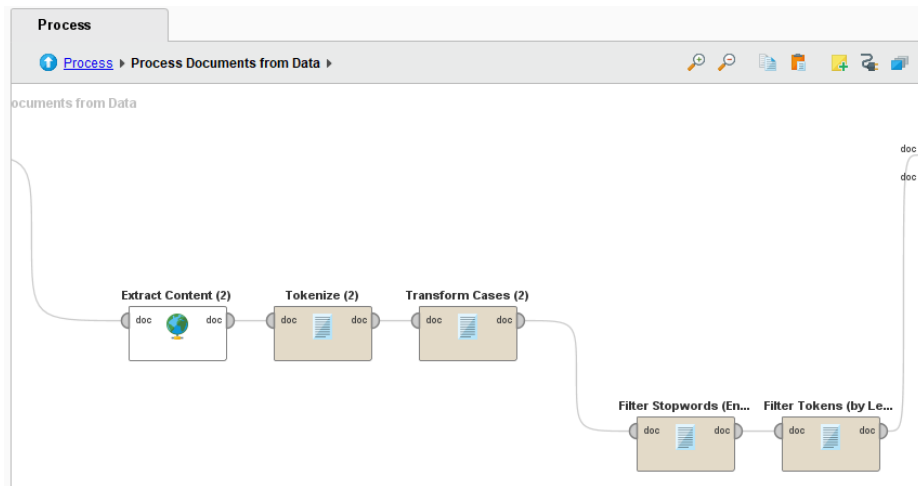 Process
Process Process Documents from Data
ocuments from Data
doc
doc
Extract Content (2) Tokenize (2) Transform Cases (2)
doc doc doc doc doc doc
Filter Stopwords (En... Filter Tokens (by Le...
doc doc doc doc